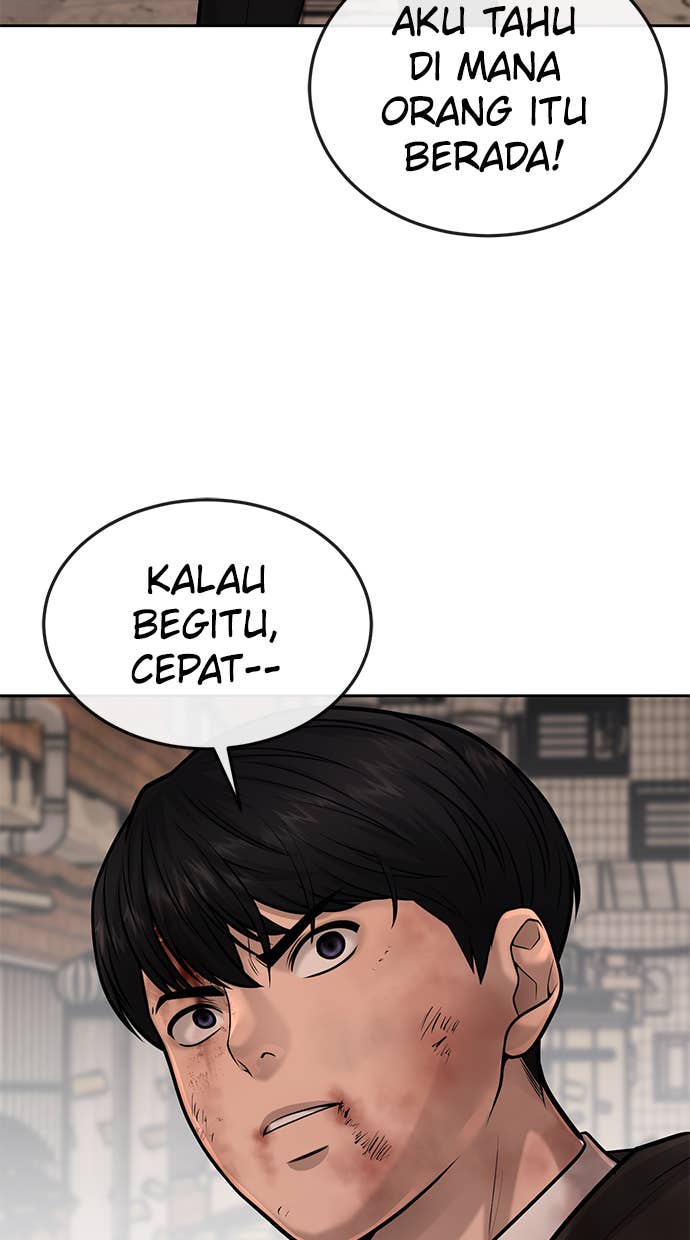 AKU TAHU
DI MANA
ORANG ITU
BERADA!
KALAU
BEGITU,
CEPAT--